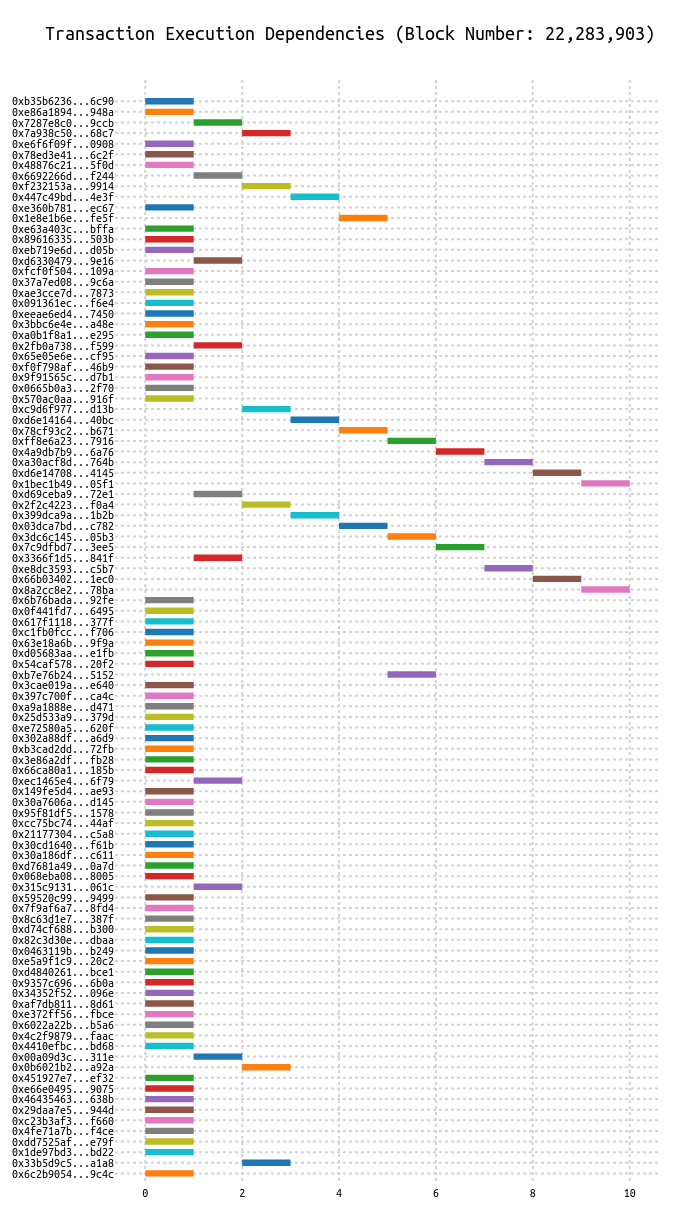 Transaction Execution Dependencies (Block Number: 22,283,903)
0xb35b6236...6c90
0xe86a1894...948a
0x7287e8c0...9ccb
0x7a938c50...68c7
0xe6f6f09f...0908
0x78ed3e41...6c2f
0x48876c21...5f0d
0x6692266d...f244
0xf232153a...9914
0x447c49bd...4e3f
0xe360b781...ec67
0x1e8e1b6e...fe5f
0xe63a403c...bffa
0x89616335...503b
0xeb719e6d...d05b
0xd6330479...9e16
0xfcf0f504...109a
0x37a7ed08...9c6a
0xae3cce7d...7873
0x091361ec...f6e4
0xeeae6ed4...7450
0x3bbc6e4e...a48e
0xa0b1f8a1...e295
0x2fb0a738...f599
0x65e05e6e...cf95
0xf0f798af...46b9
0x9f91565c...d7b1
0x0665b0a3...2f70
0x570ac0aa...916f
0xc9d6f977...d13b
0xd6e14164...40bc
0x78cf93c2...b671
0xff8e6a23...7916
0x4a9db7b9...6a76
0xa30acf8d...764b
0xd6e14708...4145
0x1bec1b49...05f1
0xd69ceba9...72e1
0x2f2c4223...f0a4
0x399dca9a...1b2b
0x03dca7bd...c782
0x3dc6c145...05b3
0x7c9dfbd7...3ee5
0x3366f1d5...841f
0xe8dc3593...c5b7
0x66b03402...1ec0
0x8a2cc8e2...78ba
0x6b76bada...92fe
0x0f441fd7...6495
0x617f1118...377f
0xc1fb0fcc...f706
0x63e18a6b...9f9a
0xd05683aa...e1fb
0x54caf578...20f2
0xb7e76b24...5152
0x3cae019a...e640
0x397c700f...ca4c
0xa9a1888e...d471
0x25d533a9...379d
0xe72580a5...620f
0x302a88df...a6d9
0xb3cad2dd...72fb
0x3e86a2df...fb28
0x66ca80a1...185b
0xec1465e4...6f79
0x149fe5d4...ae93
0x30a7606a...d145
0x95f81df5...1578
0xcc75bc74...44af
0x21177304...c5a8
0x30cd1640...f61b
0x30a186df...c611
0xd7681a49...0a7d
0x068eba08...8005
0x315c9131...061c
0x59520c99...9499
0x7f9af6a7...8fd4
0x8c63d1e7...387f
0xd74cf688...b300
0x82c3d30e...dbaa
0x0463119b...b249
0xe5a9f1c9...20c2
0xd4840261...bce1
0x9357c696...6b0a
0x34352f52...096e
0xaf7db811...8d61
0xe372ff56...fbce
0x6022a22b...b5a6
0x4c2f9879...faac
0x4410efbc...bd68
0x00a09d3c...311e
0x0b6021b2...a92a
0x451927e7...ef32
0xe66e0495...9075
0x46435463...638b
0x29daa7e5...944d
0xc23b3af3...f660
0x4fe71a7b...f4ce
0xdd7525af...e79f
0x1de97bd3...bd22
0x33b5d9c5...a1a8
0x6c2b9054...9c4c
0 2 4 6 8 10